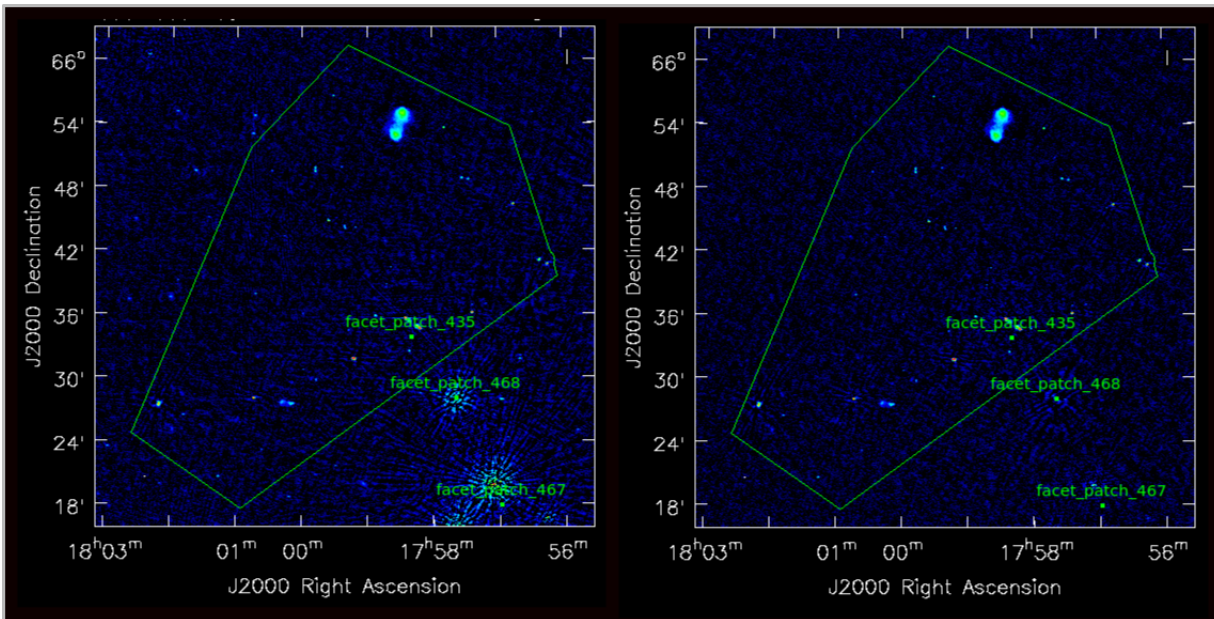 66ᴰ
54'
48'
42'
36'
30'
24'
18'
J2000 Declination
facet_patch_435
facet_patch_468
facet_patch_467
18ʰ03ᵐ
01ᵐ
00ᵐ
17ʰ58ᵐ
56ᵐ
J2000 Right Ascension
66ᴰ
54'
48'
42'
36'
30'
24'
18'
J2000 Declination
facet_patch_435
facet_patch_468
facet_patch_467
18ʰ03ᵐ
01ᵐ
00ᵐ
17ʰ58ᵐ
56ᵐ
J2000 Right Ascension